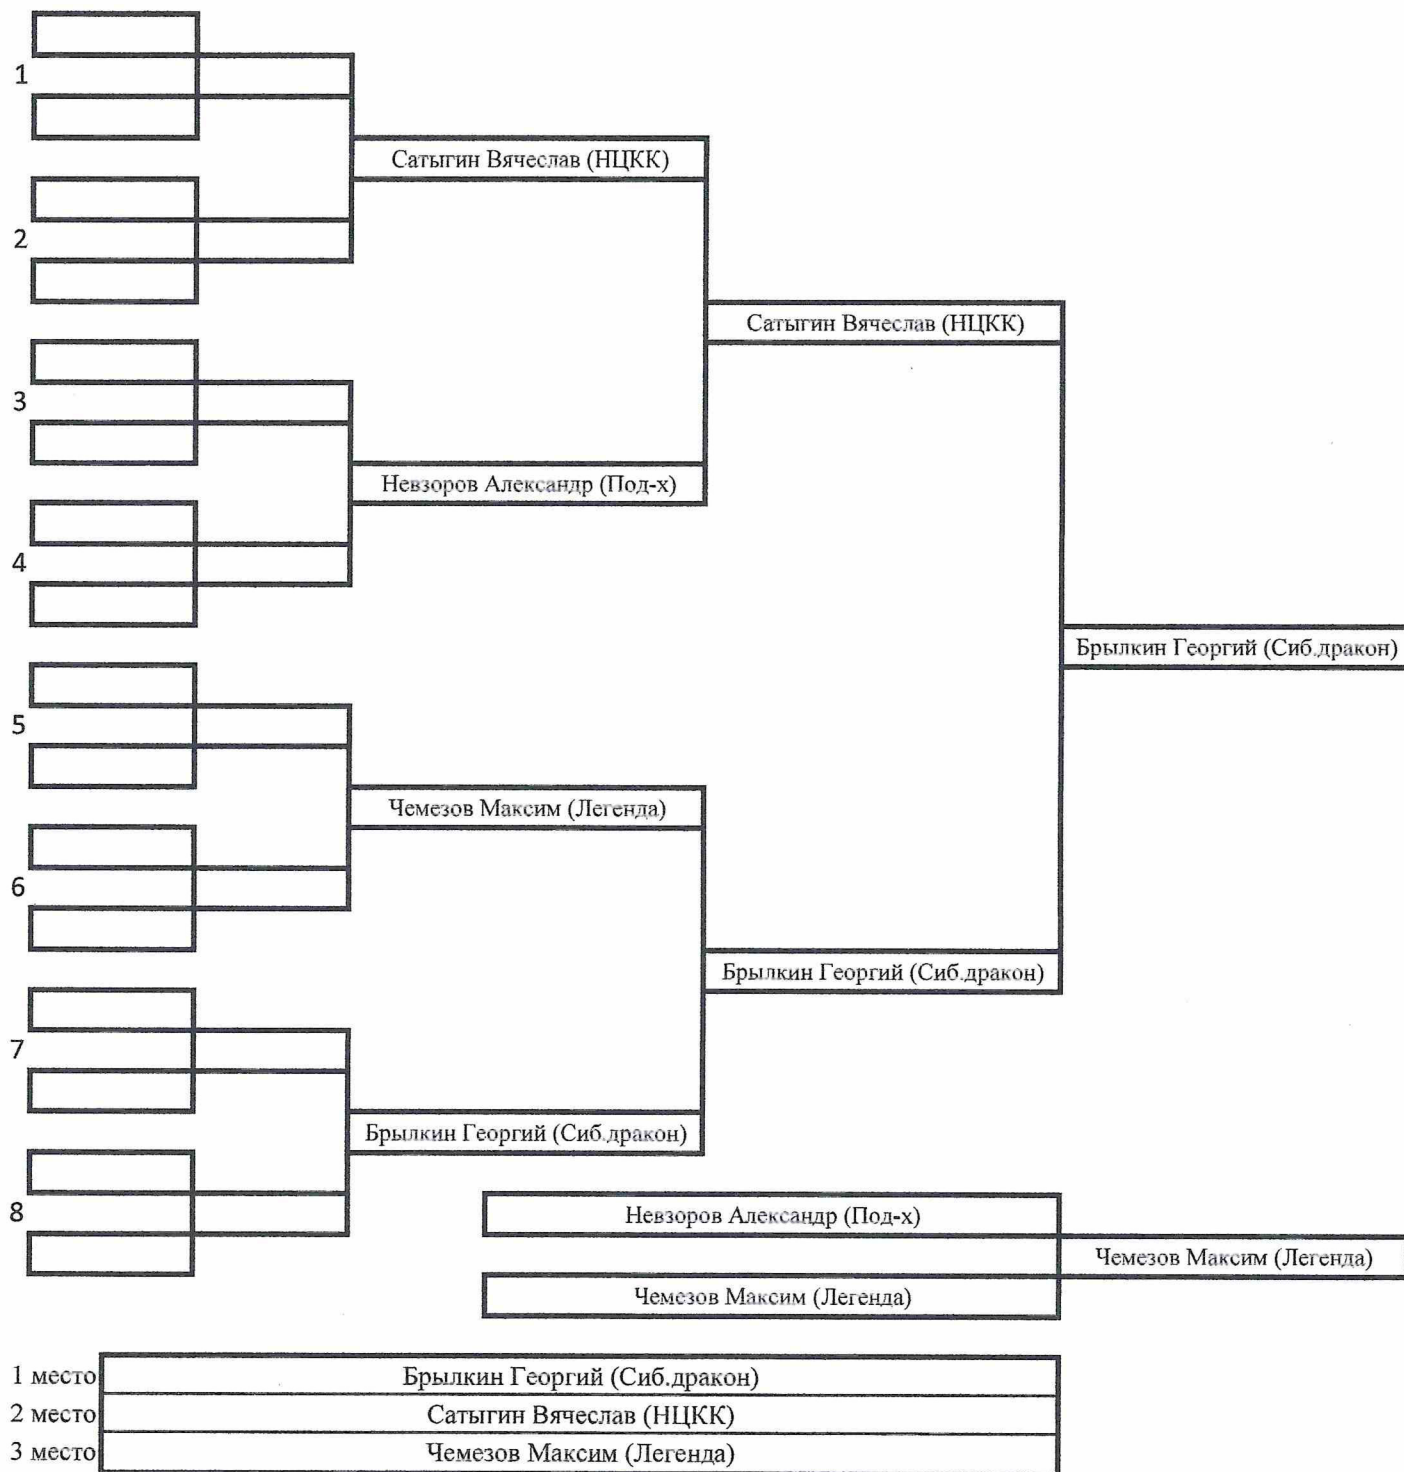 1
Сатыгин Вячеслав (НЦКК)
2
Сатыгин Вячеслав (НЦКК)
3
Невзоров Александр (Под-х)
4
Брылкин Георгий (Сиб.дракон)
5
Чемезов Максим (Легенда)
6
Брылкин Георгий (Сиб.дракон)
7
Брылкин Георгий (Сиб.дракон)
8
Невзоров Александр (Под-х)
Чемезов Максим (Легенда)
Чемезов Максим (Легенда)
1 место Брылкин Георгий (Сиб.дракон)
2 место Сатыгин Вячеслав (НЦКК)
3 место Чемезов Максим (Легенда)